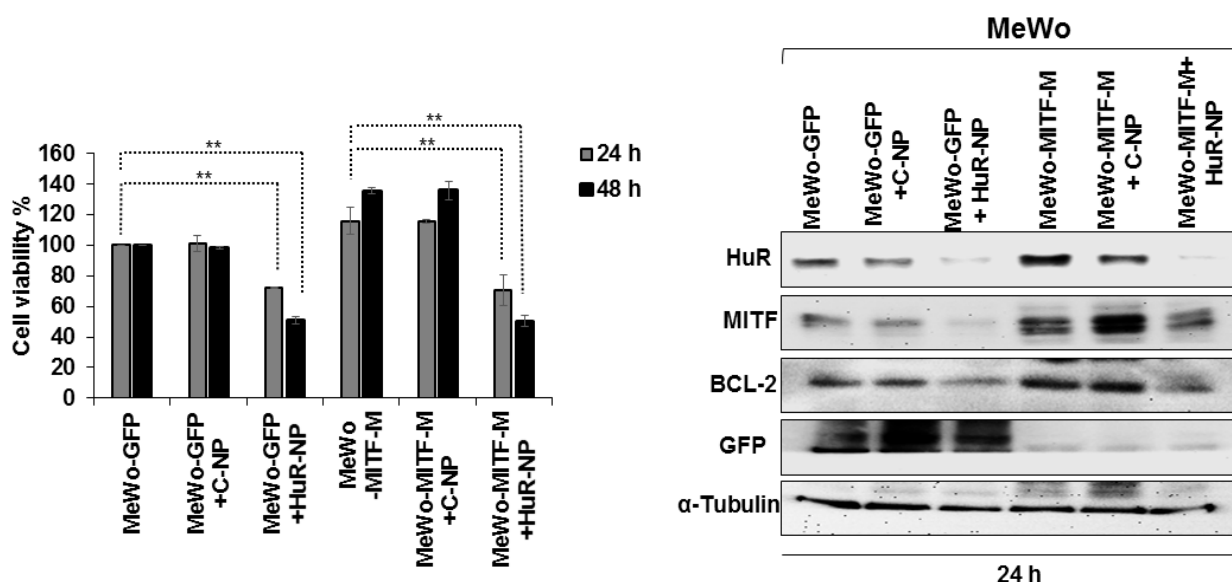 Cell viability %
160
140
120
100
80
60
40
20
0
**
**
**
**
24 h
48 h
MeWo-GFP
MeWo-GFP
+C-NP
MeWo-GFP
+HuR-NP
MeWo
-MITF-M
MeWo-MITF-M
+C-NP
MeWo-MITF-M
+HuR-NP
MeWo
MeWo-GFP
MeWo-GFP
+C-NP
MeWo-GFP
+ HuR-NP
MeWo-MITF-M
MeWo-MITF-M
+ C-NP
MeWo-MITF-M+
HuR-NP
HuR
MITF
BCL-2
GFP
α-Tubulin
24 h